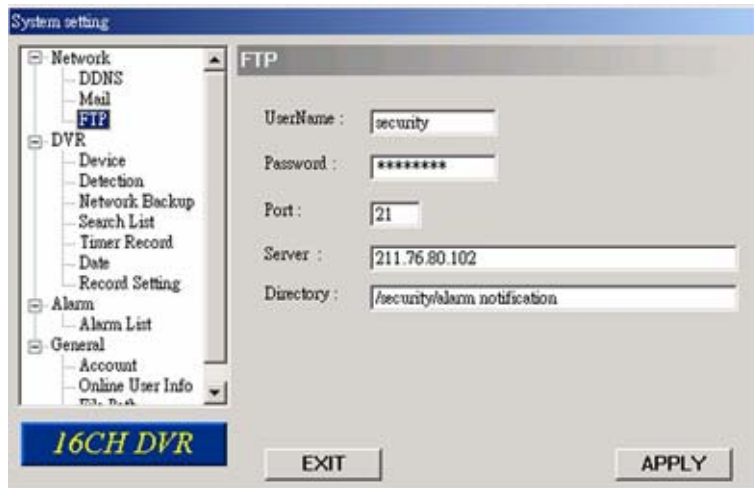 System setting
Network
DDNS
Mail
FTP
DVR
Device
Detection
Network Backup
Search List
Timer Record
Date
Record Setting
Alarm
Alarm List
General
Account
Online User Info
File Path
16CH DVR
FTP
UserName : security
Password : ********
Port : 21
Server : 211.76.80.102
Directory : /security/alarm notification
EXIT
APPLY